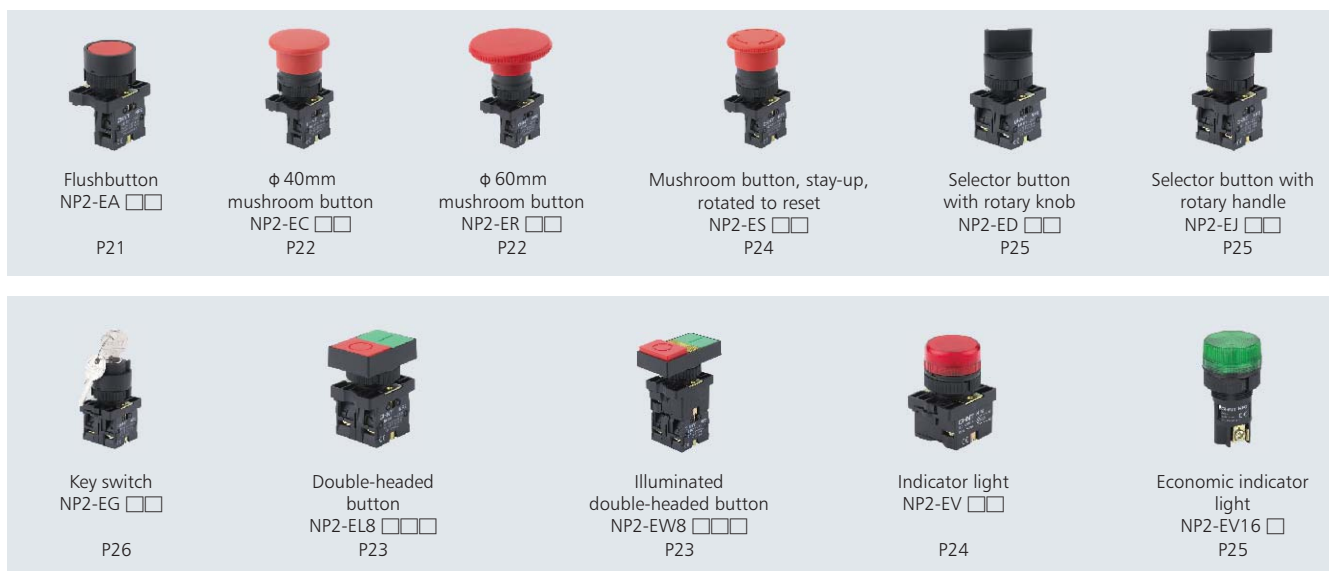 Flushbutton
NP2-EA □□
P21
φ40mm
mushroom button
NP2-EC □□
P22
φ60mm
mushroom button
NP2-ER □□
P22
Mushroom button, stay-up,
rotated to reset
NP2-ES □□
P24
Selector button
with rotary knob
NP2-ED □□
P25
Selector button with
rotary handle
NP2-EJ □□
P25
Key switch
NP2-EG □□
P26
Double-headed
button
NP2-EL8 □□□
P23
Illuminated
double-headed button
NP2-EW8 □□□
P23
Indicator light
NP2-EV □□
P24
Economic indicator
light
NP2-EV16 □
P25